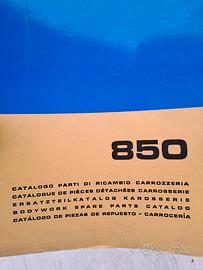 850
CATALOGO PARTI DI RICAMBIO CARROZZERIA
CATALOGUE DE PIÈCES DÉTACHÉES CARROSSERIE
ERSATZTEILKATALOG KAROSSERIE
BODYWORK SPARE PARTS CATALOG
CATÁLOGO DE PIEZAS DE REPUESTO - CARROCERÍA
subito